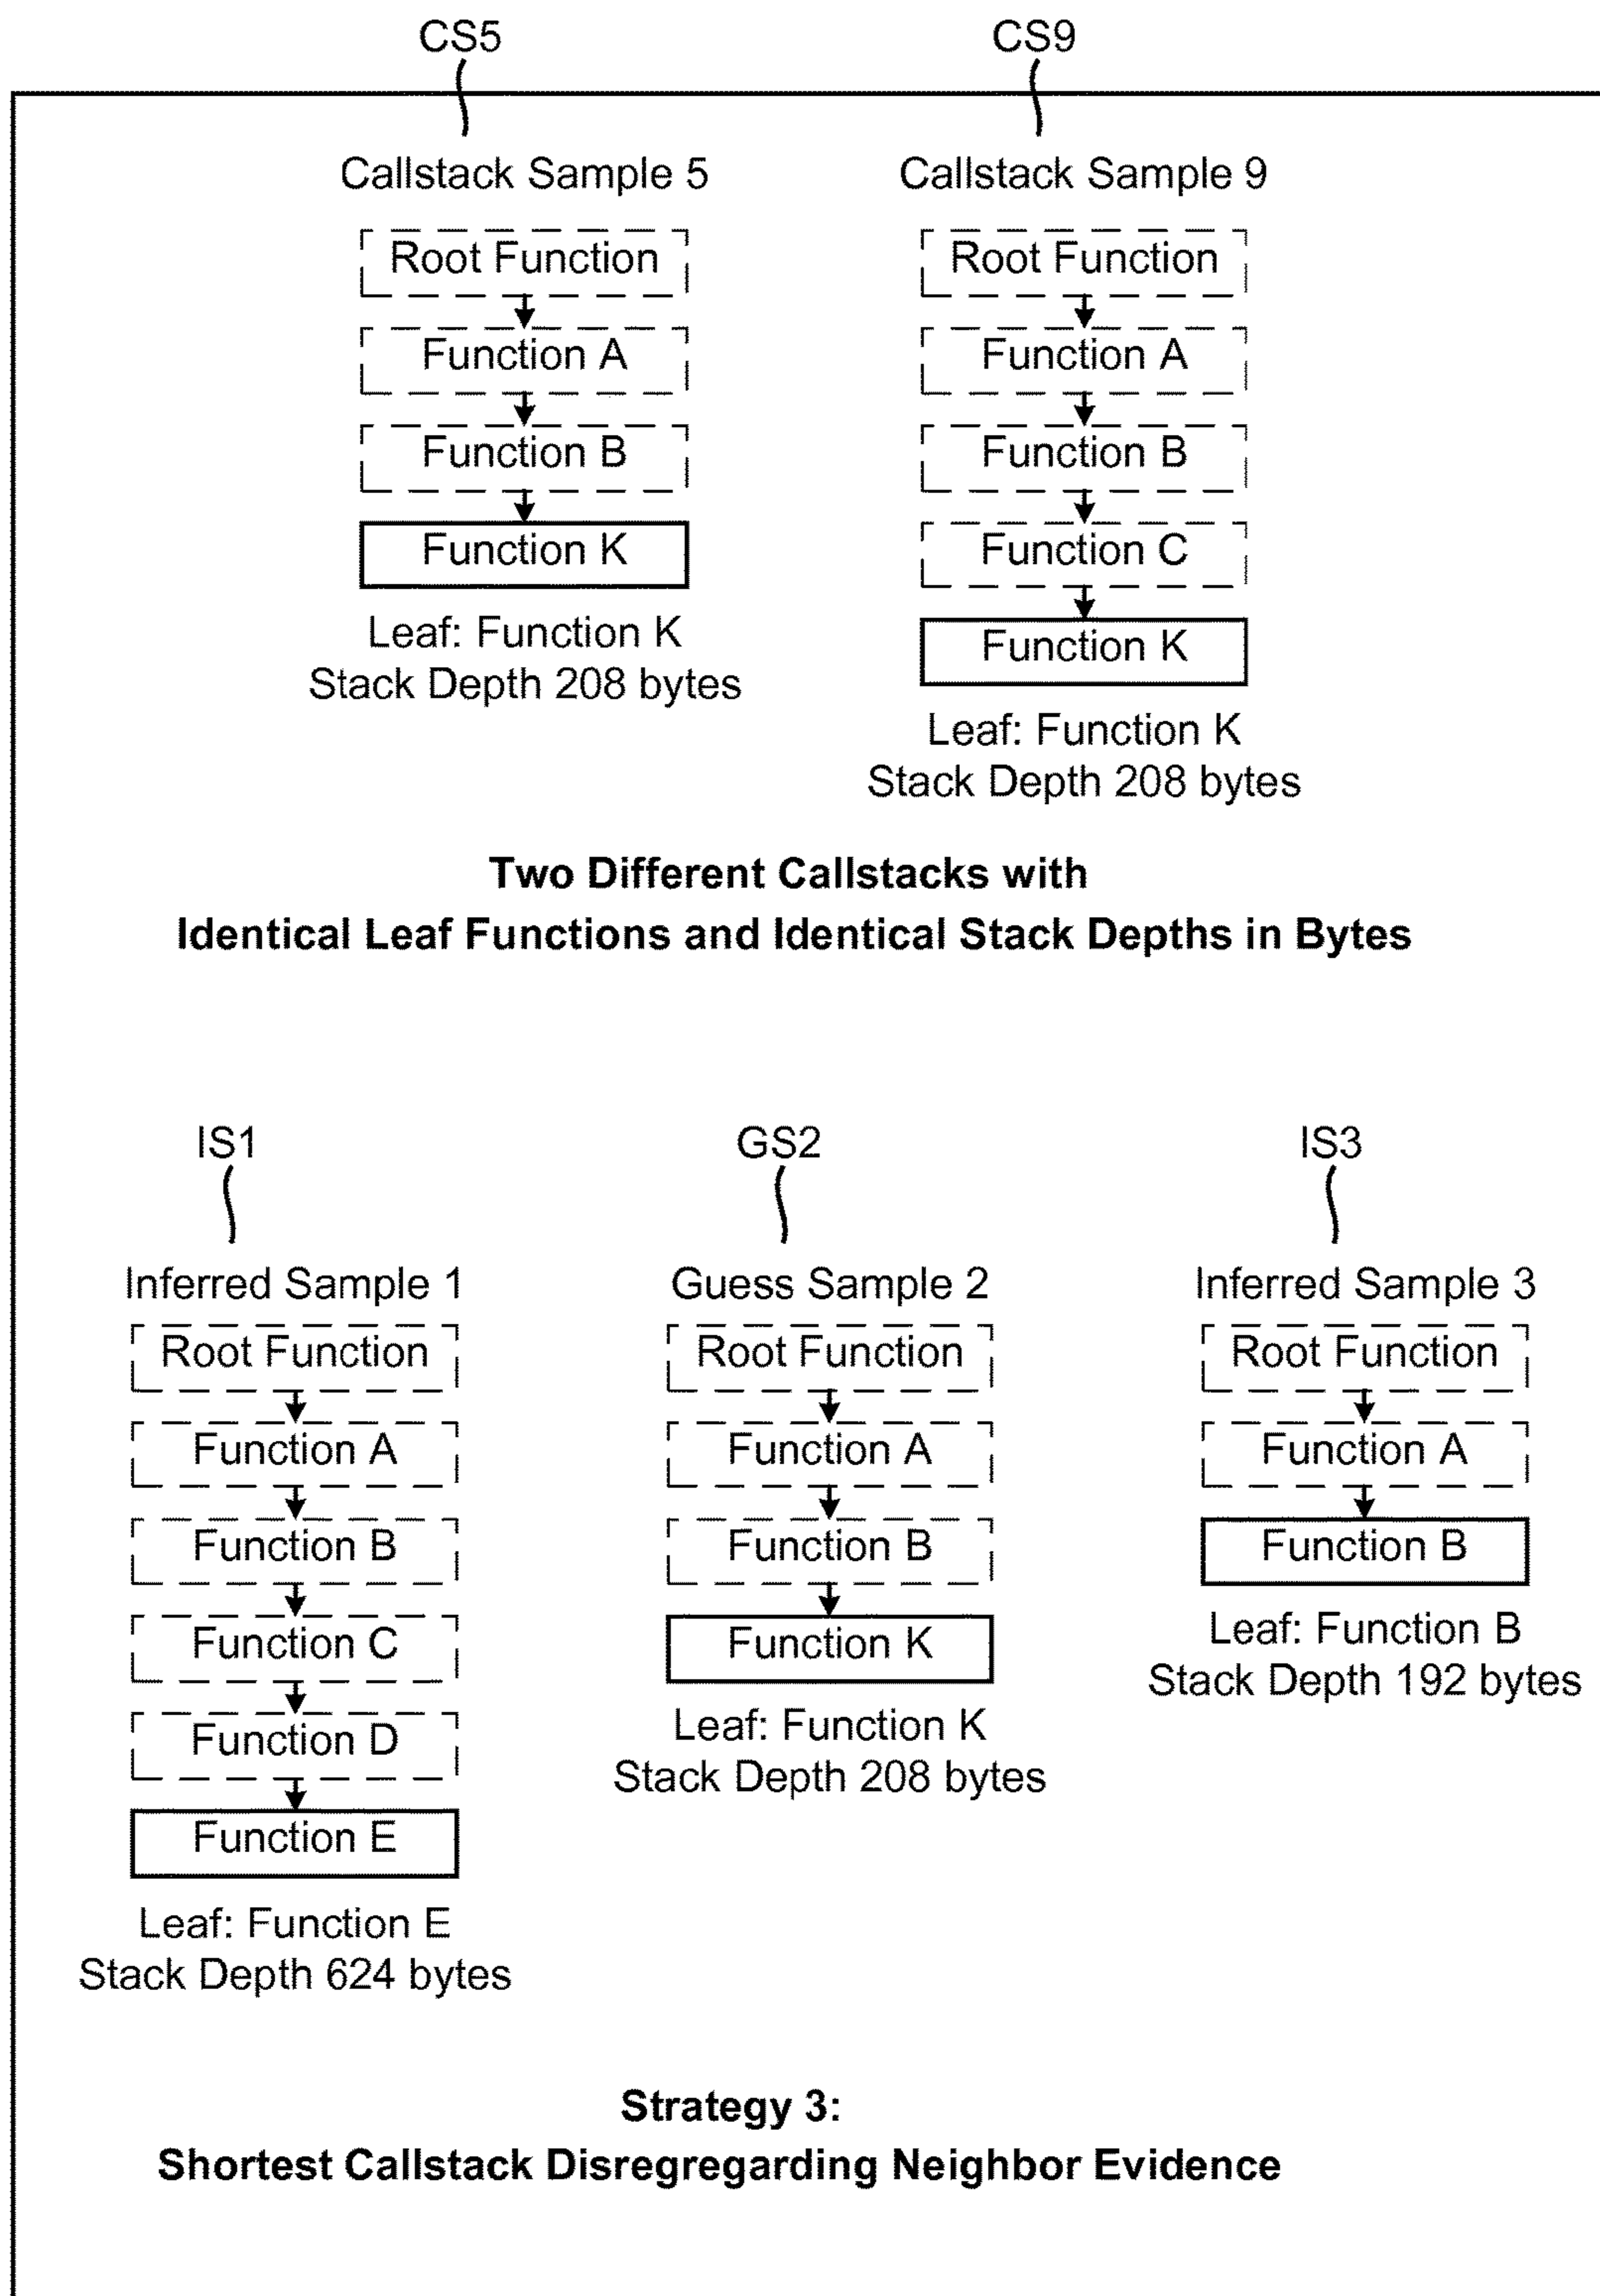 CS5
CS9
Callstack Sample 5
Root Function
Function A
Function B
Function K
Leaf: Function K
Stack Depth 208 bytes
Callstack Sample 9
Root Function
Function A
Function B
Function C
Function K
Leaf: Function K
Stack Depth 208 bytes
Two Different Callstacks with
Identical Leaf Functions and Identical Stack Depths in Bytes
IS1
GS2
IS3
Inferred Sample 1
Root Function
Function A
Function B
Function C
Function D
Function E
Leaf: Function E
Stack Depth 624 bytes
Guess Sample 2
Root Function
Function A
Function B
Function K
Leaf: Function K
Stack Depth 208 bytes
Inferred Sample 3
Root Function
Function A
Function B
Leaf: Function B
Stack Depth 192 bytes
Strategy 3:
Shortest Callstack Disregregarding Neighbor Evidence